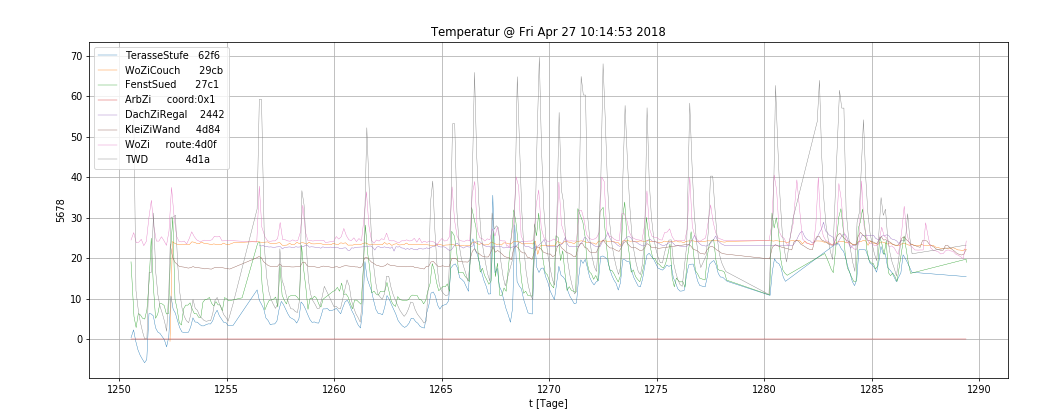 Temperatur @ Fri Apr 27 10:14:53 2018
70
60
50
40
30
20
10
0
5678
TerasseStufe 62f6
WoZiCouch 29cb
FenstSued 27c1
ArbZi coord:0x1
DachZiRegal 2442
KleiZiWand 4d84
WoZi route:4d0f
TWD 4d1a
1250 1255 1260 1265 1270 1275 1280 1285 1290
t [Tage]